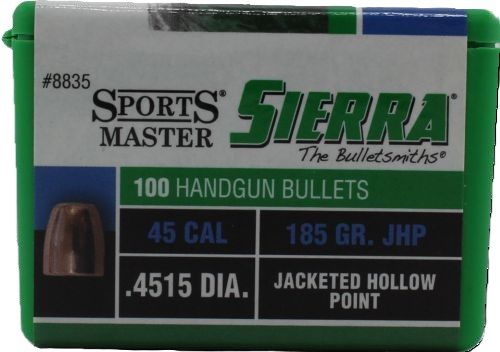 #8835
SPORTS®
MASTER
SIERRA®
The Bulletsmiths®
100 HANDGUN BULLETS
45 CAL
185 GR. JHP
.4515 DIA.
JACKETED HOLLOW
POINT